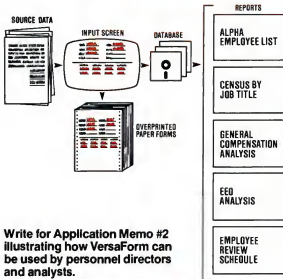 SOURCE DATA
INPUT SCREEN
DATABASE
OVERPRINTED
PAPER FORMS
REPORTS
ALPHA
EMPLOYEE LIST
CENSUS BY
JOB TITLE
GENERAL
COMPENSATION
ANALYSIS
EEO
ANALYSIS
EMPLOYEE
REVIEW
SCHEDULE
Write for Application Memo #2
illustrating how VersaForm can
be used by personnel directors
and analysts.